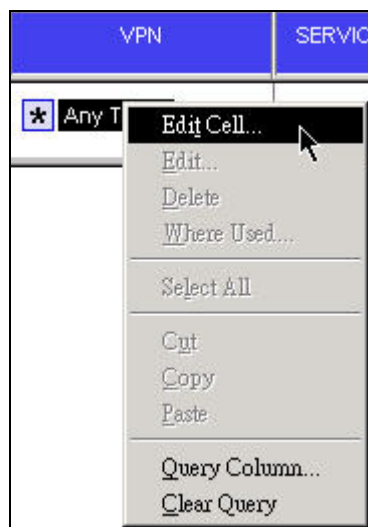 VPN SERVIC
* Any T
Edit Cell...
Edit...
Delete
Where Used...
Select All
Cut
Copy
Paste
Query Column...
Clear Query